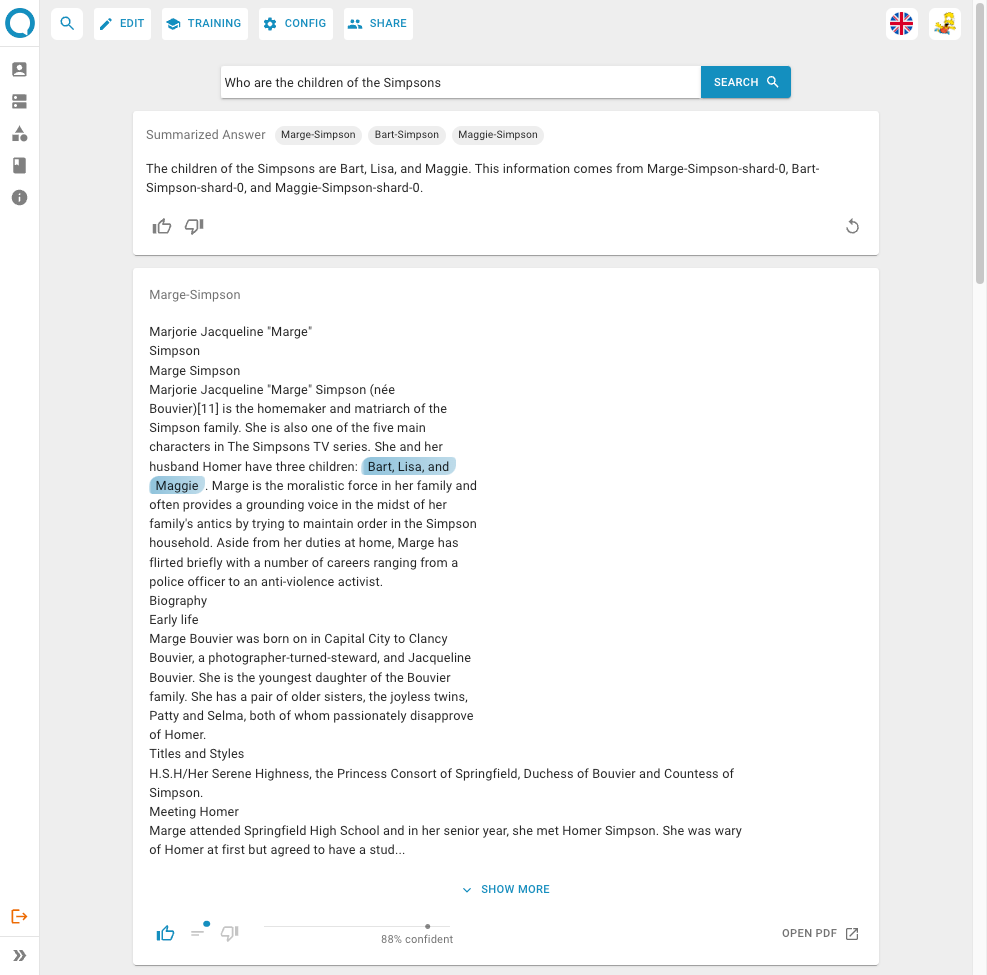 EDIT
TRAINING
CONFIG
SHARE
Who are the children of the Simpsons
SEARCH
Summarized Answer Marge-Simpson Bart-Simpson Maggie-Simpson
The children of the Simpsons are Bart, Lisa, and Maggie. This information comes from Marge-Simpson-shard-0, Bart-
Simpson-shard-0, and Maggie-Simpson-shard-0.
Marge-Simpson
Marjorie Jacqueline "Marge"
Simpson
Marge Simpson
Marjorie Jacqueline "Marge" Simpson (née
Bouvier)[11] is the homemaker and matriarch of the
Simpson family. She is also one of the five main
characters in The Simpsons TV series. She and her
husband Homer have three children: Bart, Lisa, and
Maggie . Marge is the moralistic force in her family and
often provides a grounding voice in the midst of her
family's antics by trying to maintain order in the Simpson
household. Aside from her duties at home, Marge has
flirted briefly with a number of careers ranging from a
police officer to an anti-violence activist.
Biography
Early life
Marge Bouvier was born on in Capital City to Clancy
Bouvier, a photographer-turned-steward, and Jacqueline
Bouvier. She is the youngest daughter of the Bouvier
family. She has a pair of older sisters, the joyless twins,
Patty and Selma, both of whom passionately disapprove
of Homer.
Titles and Styles
H.S.H/Her Serene Highness, the Princess Consort of Springfield, Duchess of Bouvier and Countess of
Simpson.
Meeting Homer
Marge attended Springfield High School and in her senior year, she met Homer Simpson. She was wary
of Homer at first but agreed to have a stud...
SHOW MORE
88% confident
OPEN PDF